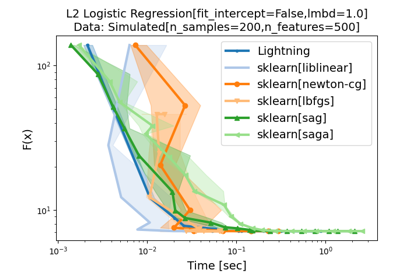 L2 Logistic Regression[fit_intercept=False,lmbd=1.0]
Data: Simulated[n_samples=200,n_features=500]
Lightning
sklearn[liblinear]
sklearn[newton-cg]
sklearn[lbfgs]
sklearn[sag]
sklearn[saga]
F(x)
10²
10¹
10⁻³ 10⁻² 10⁻¹ 10⁰
Time [sec]